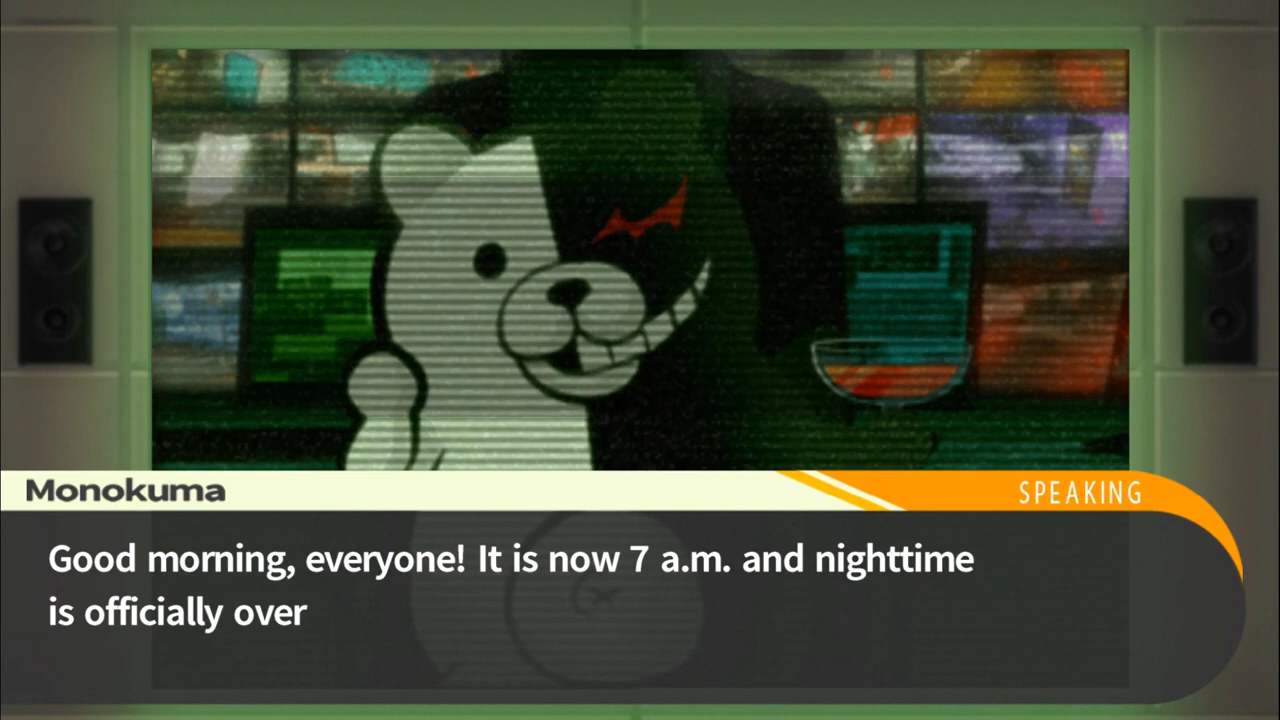 Monokuma
SPEAKING
Good morning, everyone! It is now 7 a.m. and nighttime
is officially over